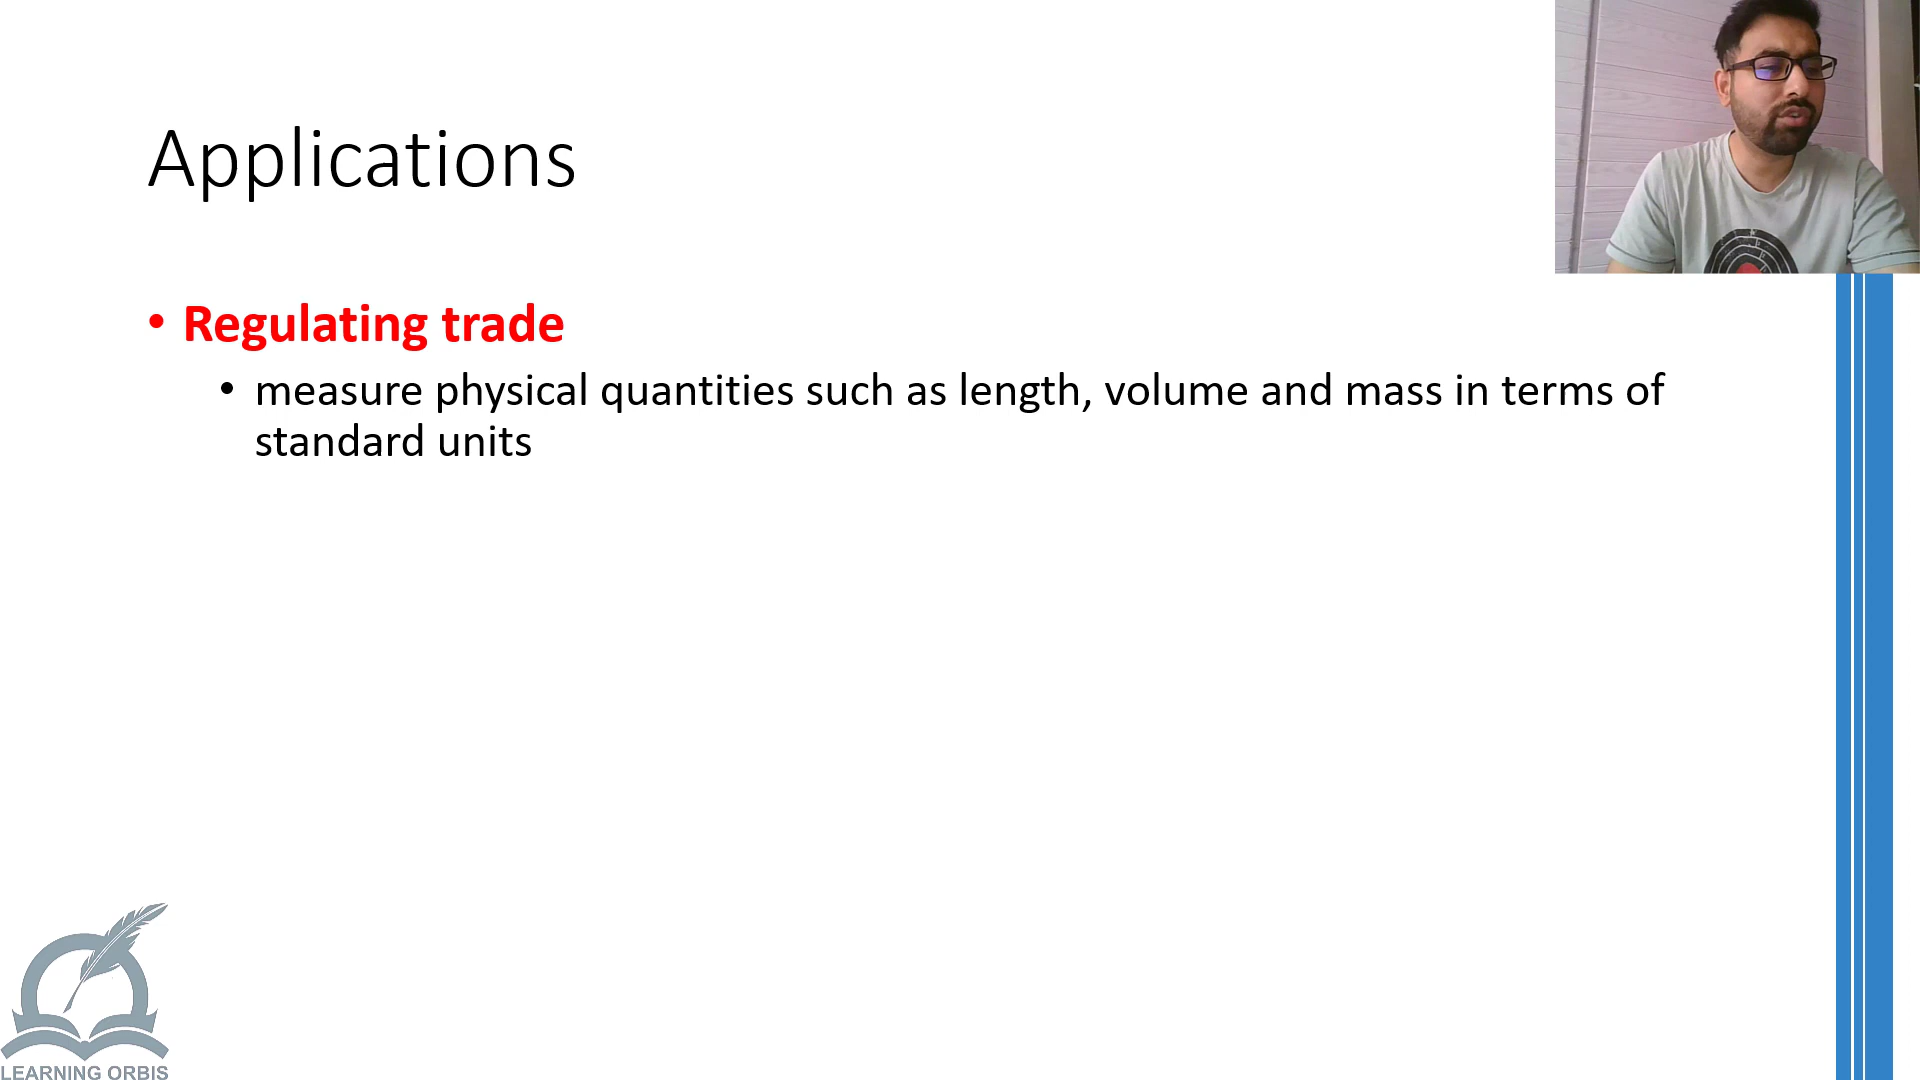 Applications
• Regulating trade
• measure physical quantities such as length, volume and mass in terms of
standard units
LEARNING ORBIS